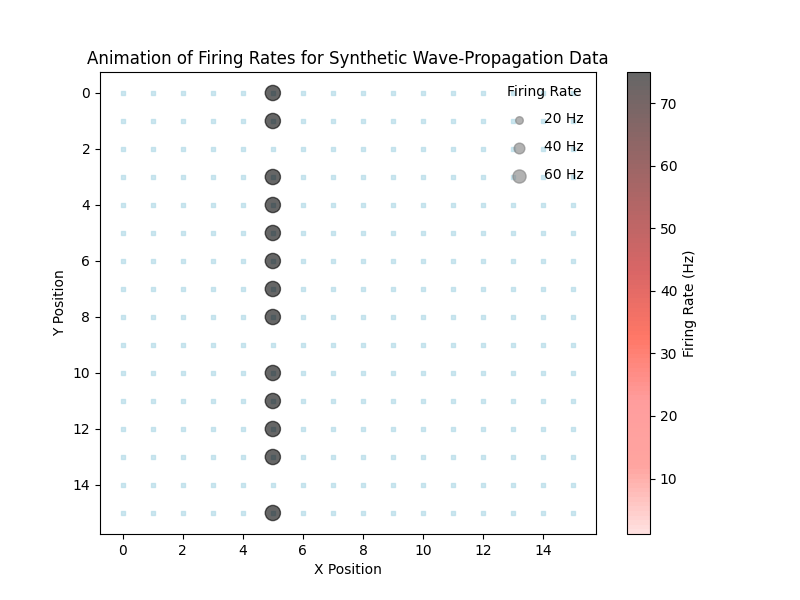 Animation of Firing Rates for Synthetic Wave-Propagation Data
Y Position
0
2
4
6
8
10
12
14
0 2 4 6 8 10 12 14
X Position
Firing Rate
20 Hz
40 Hz
60 Hz
70
60
50
40
30
20
10
Firing Rate (Hz)